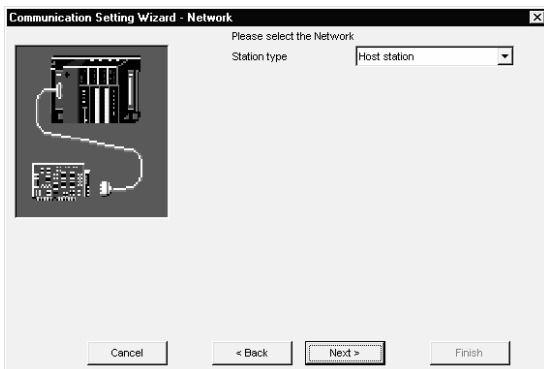 Communication Setting Wizard - Network
Please select the Network
Station type Host station
Cancel < Back Next > Finish